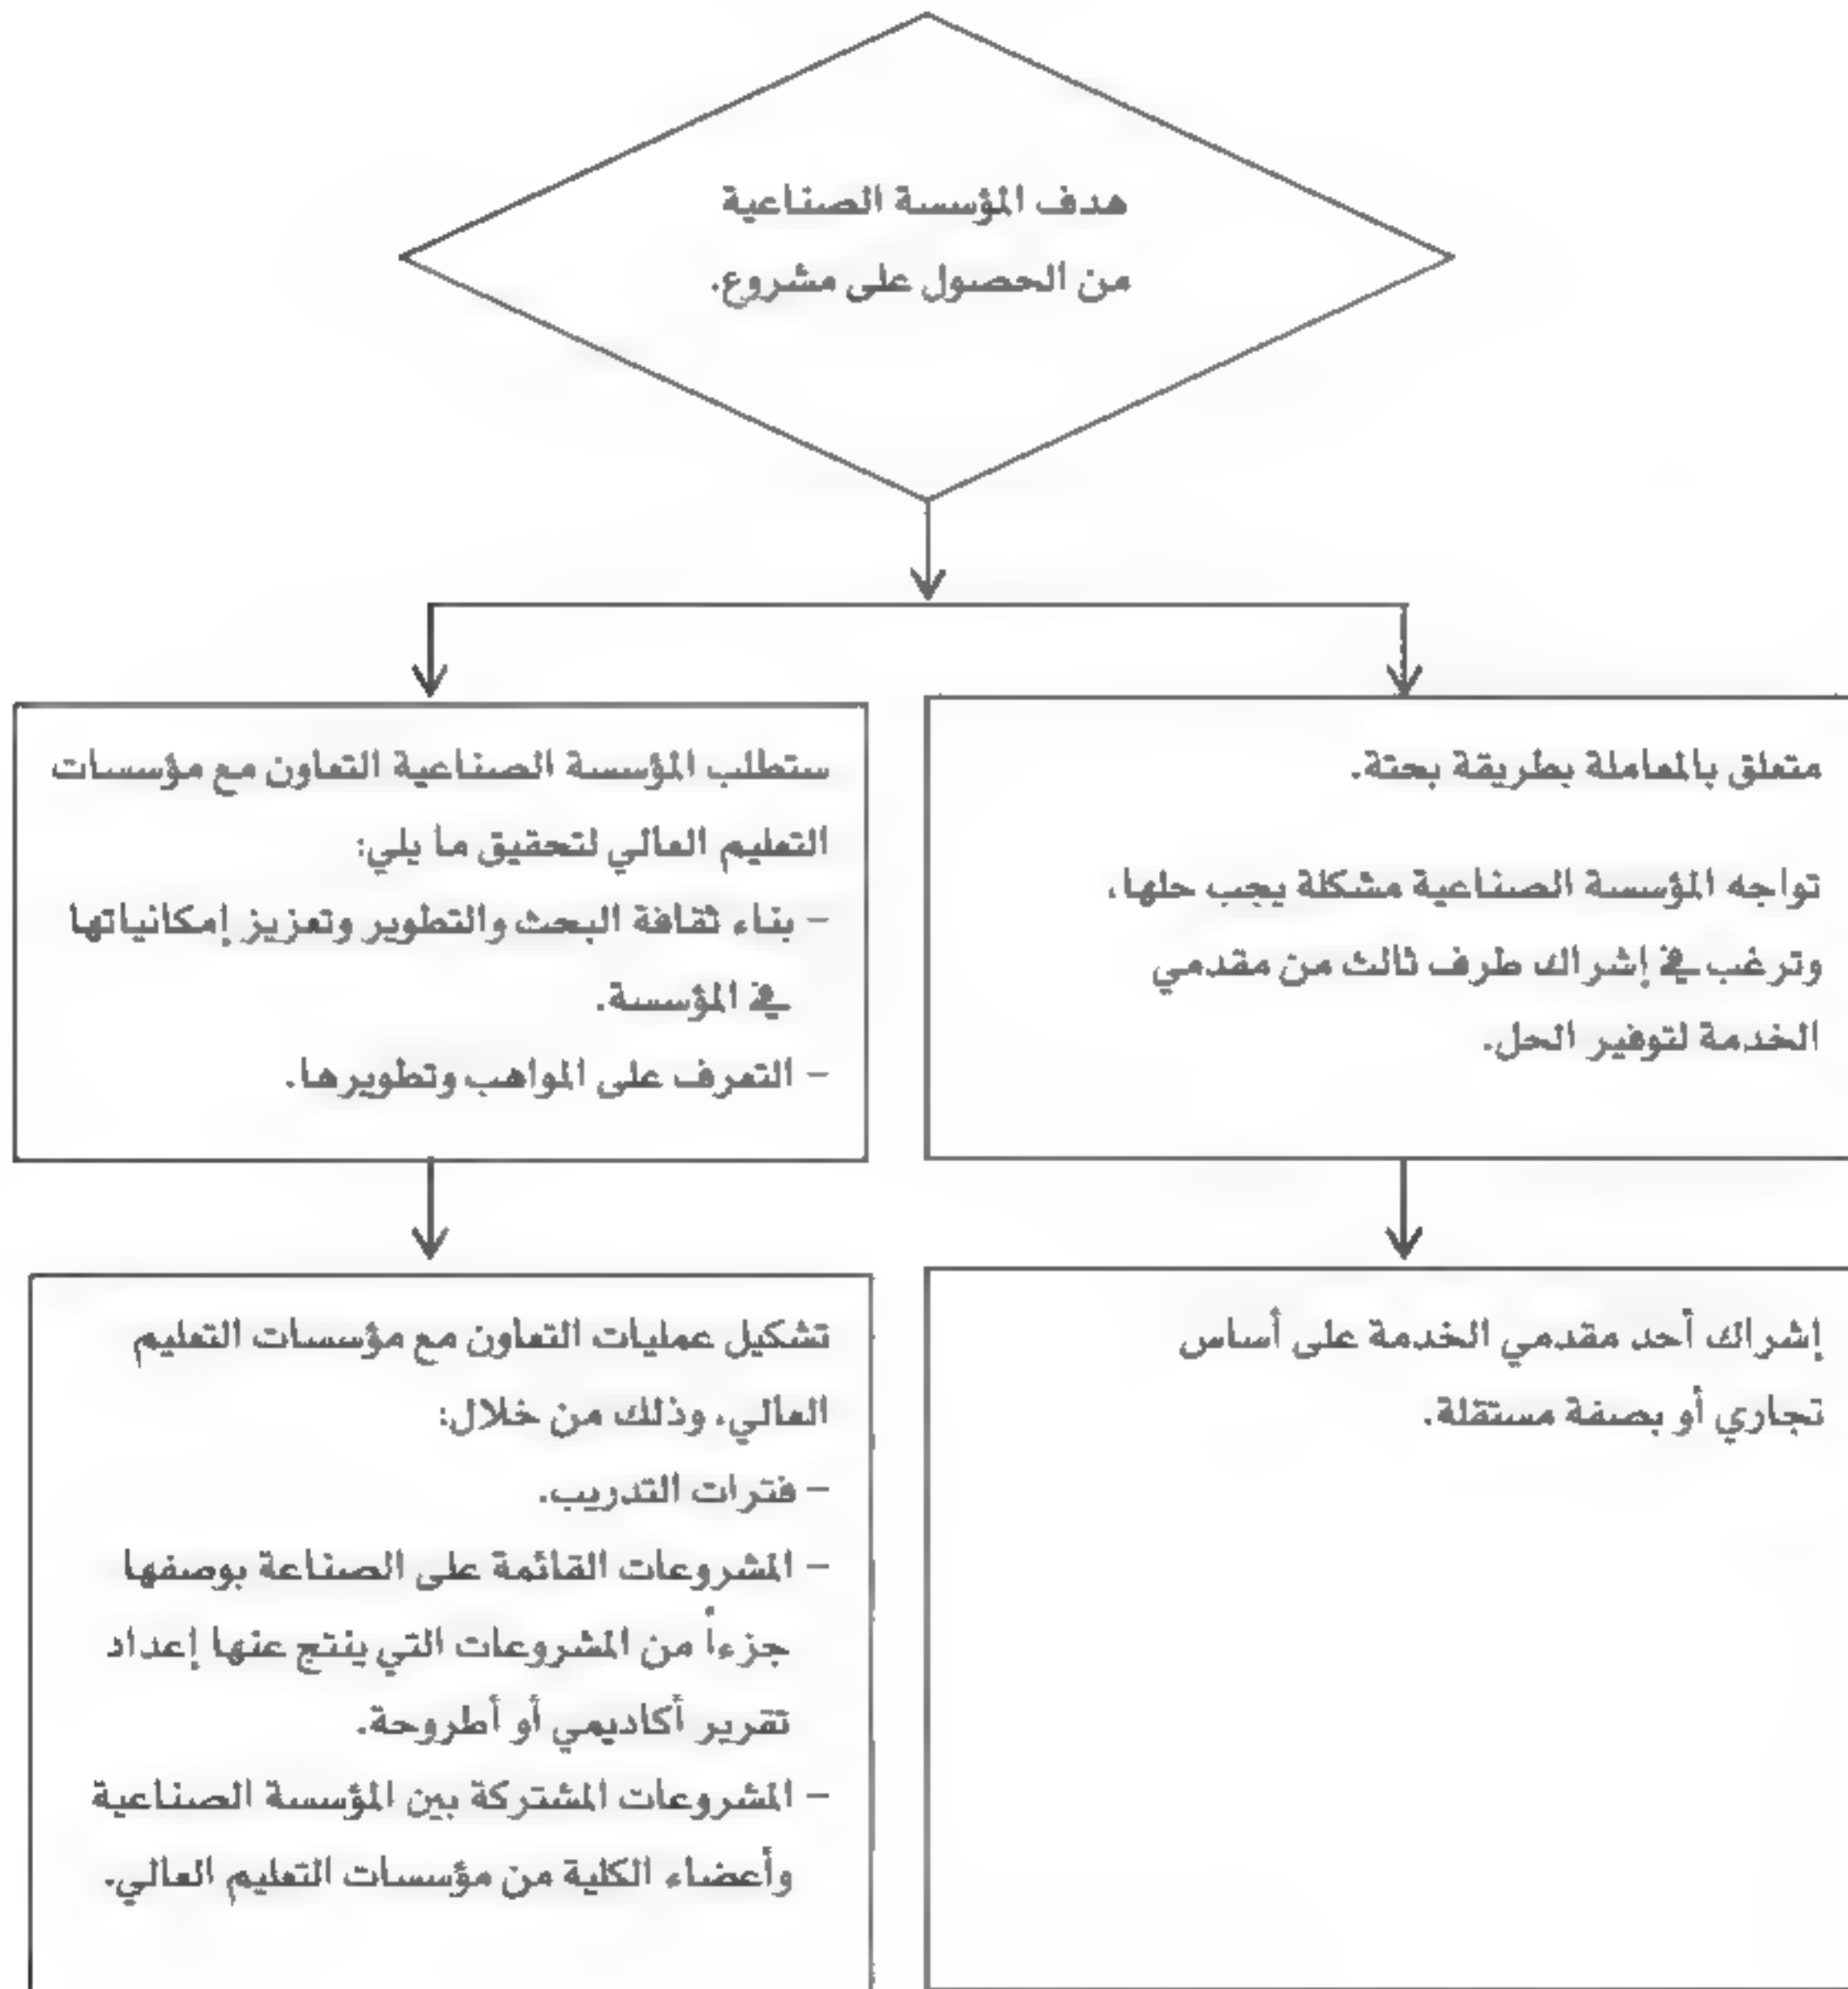 هدف المؤسسة الصناعية
من الحصول على مشروع.
متعلق بالمعاملة بطريقة بحتة.
تواجه المؤسسة الصناعية مشكلة يجب حلها،
وترغب في إشراك طرف ثالث من مقدمي
الخدمة لتوفير الحل.
ستطلب المؤسسة الصناعية التعاون مع مؤسسات
التعليم العالي لتحقيق ما يلي:
- بناء ثقافة البحث والتطوير وتعزيز إمكانياتها
في المؤسسة.
- التعرف على المواهب وتطويرها.
إشراك أحد مقدمي الخدمة على أساس
تجاري أو بصفة مستقلة.
تشكيل عمليات التعاون مع مؤسسات التعليم
العالي، وذلك من خلال:
- فترات التدريب.
- المشروعات القائمة على الصناعة بوصفها
جزءاً من المشروعات التي ينتج عنها إعداد
تقرير أكاديمي أو أطروحة.
- المشروعات المشتركة بين المؤسسة الصناعية
وأعضاء الكلية من مؤسسات التعليم العالي.